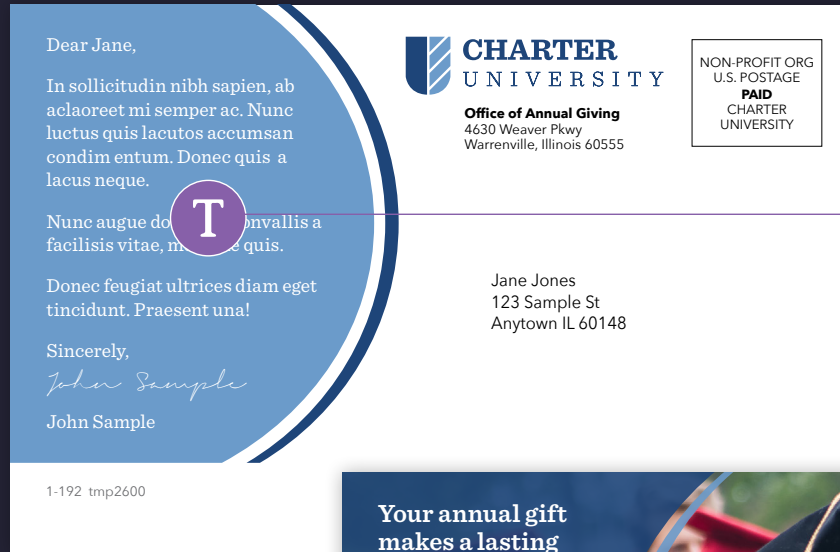 Dear Jane,
In sollicitudin nibh sapien, ab
aclaoreet mi semper ac. Nunc
luctus quis lacutos accumsan
condim entum. Donec quis a
lacus neque.
Nunc augue do onvallis a
facilisis vitae, quis.
Donec feugiat ultrices diam eget
tincidunt. Praesent una!
Sincerely,
John Sample
John Sample
1-192 tmp2600
T
CHARTER
UNIVERSITY
Office of Annual Giving
4630 Weaver Pkwy
Warrenville, Illinois 60555
NON-PROFIT ORG
U.S. POSTAGE
PAID
CHARTER
UNIVERSITY
Jane Jones
123 Sample St
Anytown IL 60148
Your annual gift
makes a lasting